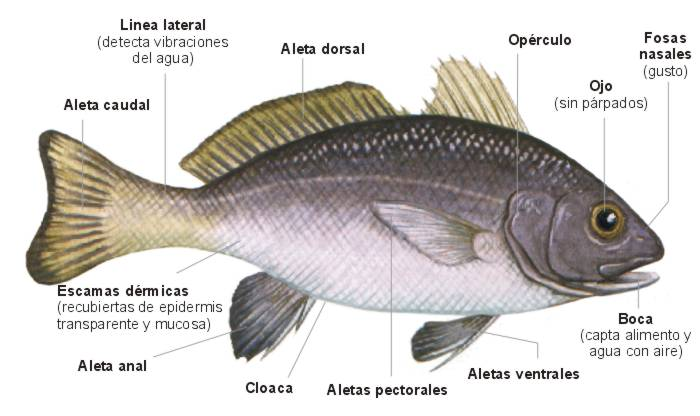 Linea lateral
(detecta vibraciones
del agua)
Aleta dorsal
Opérculo
Fosas
nasales
(gusto)
Ojo
(sin párpados)
Aleta caudal
Escamas dérmicas
(recubiertas de epidermis
transparente y mucosa)
Aleta anal
Cloaca
Aletas pectorales
Aletas ventrales
Boca
(capta alimento y
agua con aire)